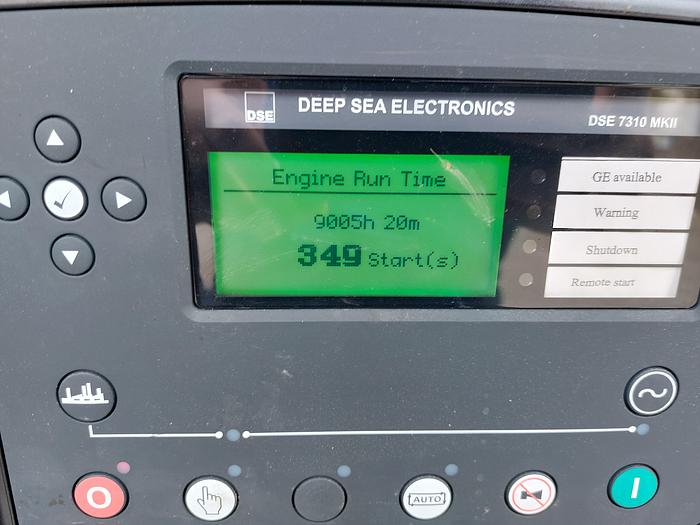 DSE
DEEP SEA ELECTRONICS
DSE 7310 MKII
Engine Run Time
9005h 20m
349 Start(s)
GE available
Warning
Shutdown
Remote start
O
AUTO
I